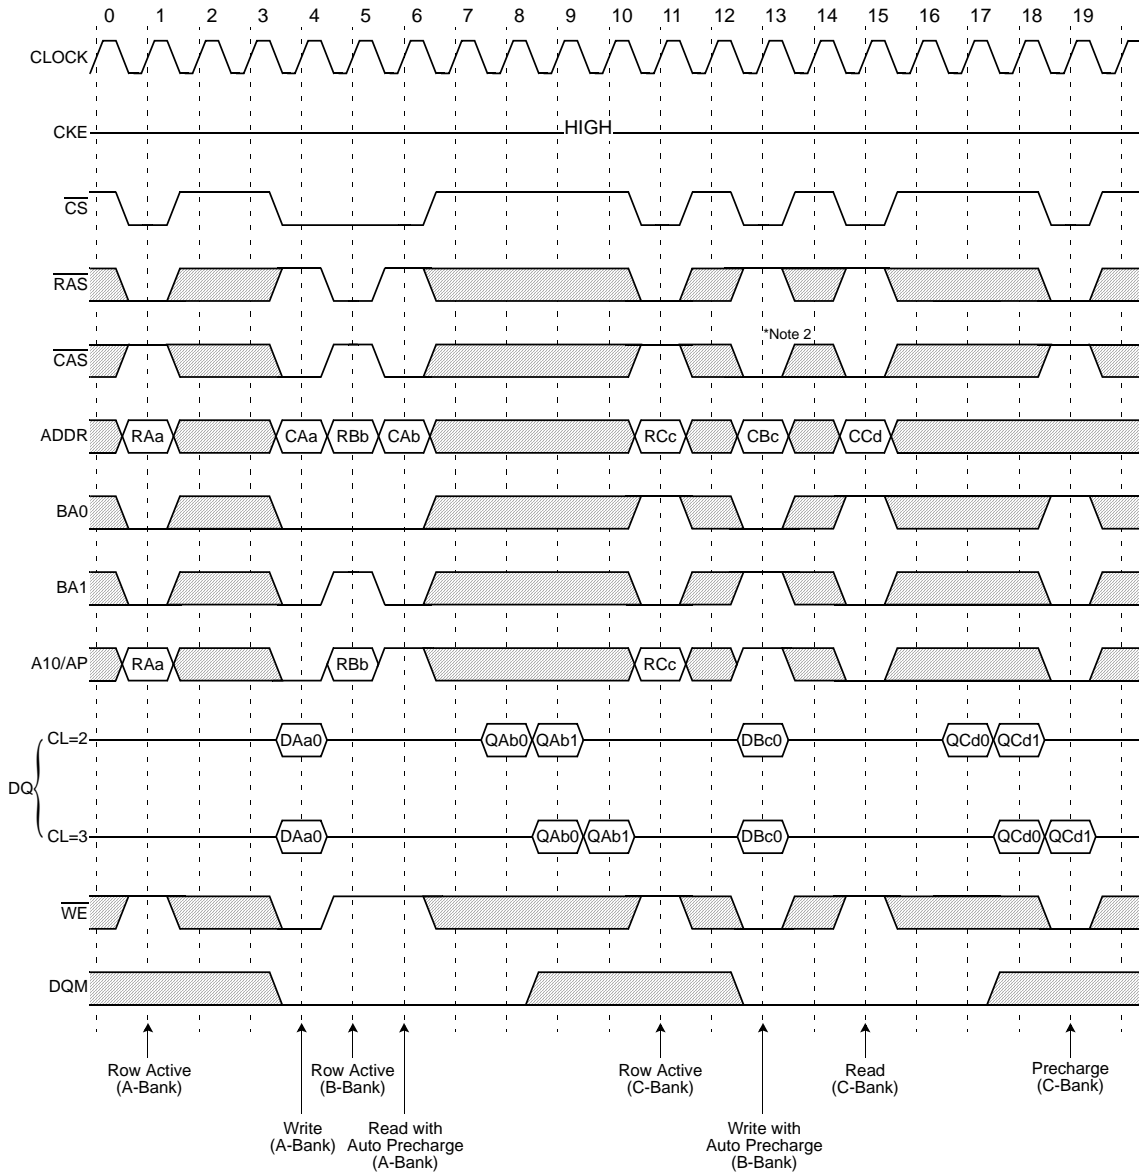 0 1 2 3 4 5 6 7 8 9 10 11 12 13 14 15 16 17 18 19
CLOCK
CKE HIGH
CS
RAS
*Note 2
CAS
ADDR RAa CAa RBb CAb RCc CBc CCd
BA0
BA1
A10/AP RAa RBb RCc
CL=2 DAa0 QAb0 QAb1 DBc0 QCd0 QCd1
DQ
CL=3 DAa0 QAb0 QAb1 DBc0 QCd0 QCd1
WE
DQM
Row Active
(A-Bank)
Row Active
(B-Bank)
Row Active
(C-Bank)
Read
(C-Bank)
Precharge
(C-Bank)
Write
(A-Bank)
Read with
Auto Precharge
(A-Bank)
Write with
Auto Precharge
(B-Bank)